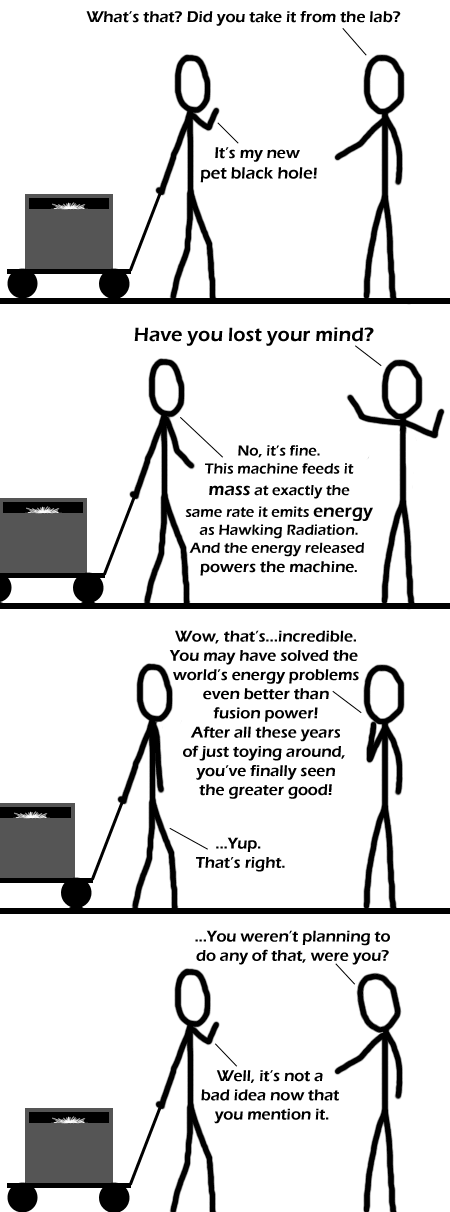 What's that? Did you take it from the lab?
It's my new
pet black hole!
Have you lost your mind?
No, it's fine.
This machine feeds it
mass at exactly the
same rate it emits energy
as Hawking Radiation.
And the energy released
powers the machine.
Wow, that's...incredible.
You may have solved the
world's energy problems
even better than
fusion power!
After all these years
of just toying around,
you've finally seen
the greater good!
...Yup.
That's right.
...You weren't planning to
do any of that, were you?
Well, it's not a
bad idea now that
you mention it.